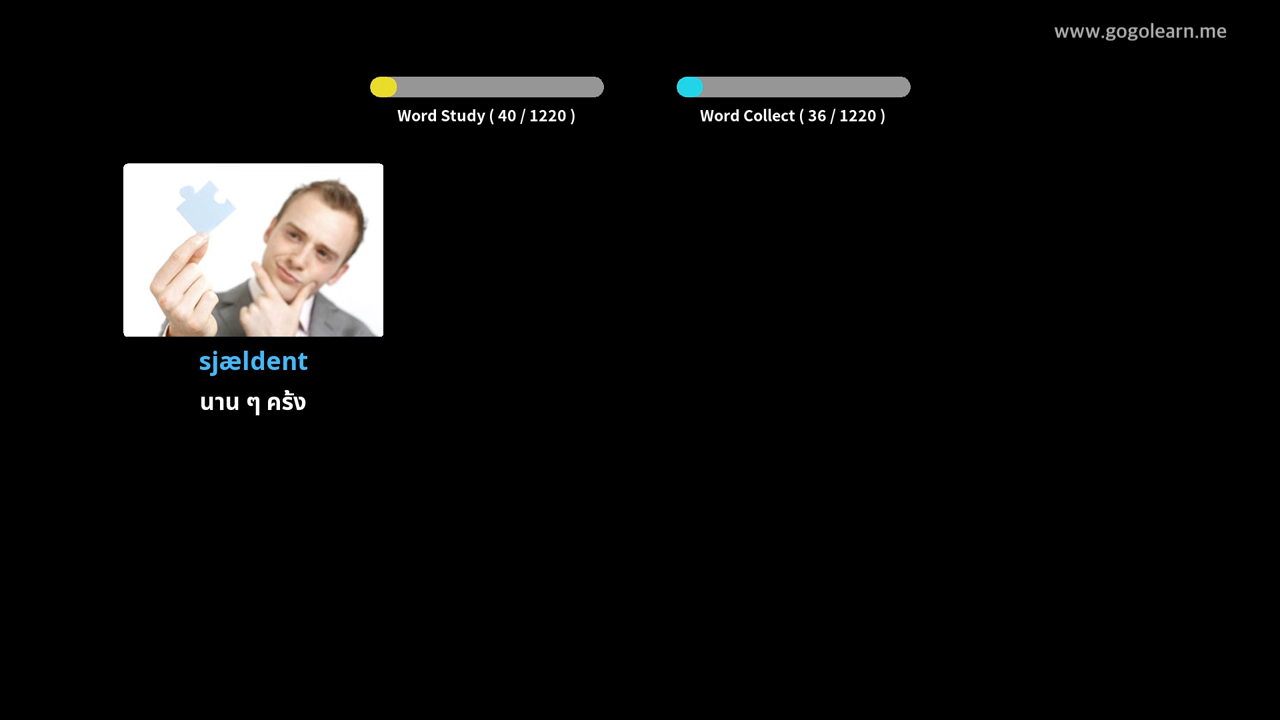 www.gogolearn.me
Word Study ( 40 / 1220 )
Word Collect ( 36 / 1220 )
sjældent
นาน ๆ ครั้ง